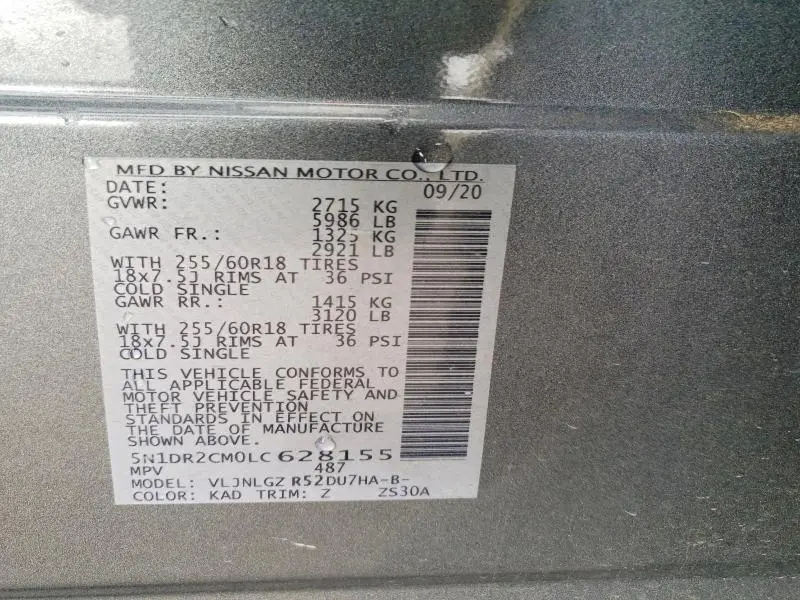 MFD BY NISSAN MOTOR CO., LTD.
DATE: 09/20
GVWR: 2715 KG
5986 LB
GAWR FR.: 1325 KG
2921 LB
WITH 255/60R18 TIRES
18x7.5J RIMS AT 36 PSI
COLD SINGLE
GAWR RR.: 1415 KG
3120 LB
WITH 255/60R18 TIRES
18x7.5J RIMS AT 36 PSI
COLD SINGLE
THIS VEHICLE CONFORMS TO
ALL APPLICABLE FEDERAL
MOTOR VEHICLE SAFETY AND
THEFT PREVENTION
STANDARDS IN EFFECT ON
THE DATE OF MANUFACTURE
SHOWN ABOVE.
5N1DR2CM0LC628155
MPV 487
MODEL: VLJNLGZ R52DU7HA-B-
COLOR: KAD TRIM: Z ZS30A